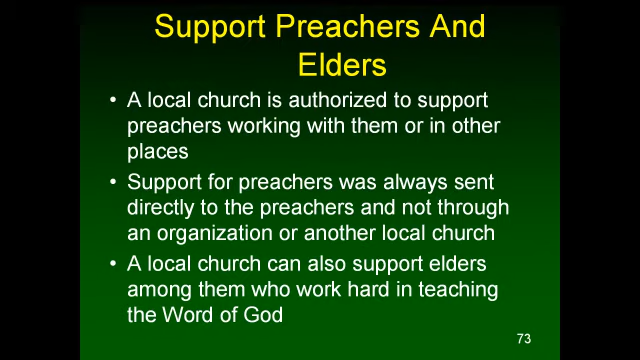 Support Preachers And
Elders
• A local church is authorized to support
preachers working with them or in other
places
• Support for preachers was always sent
directly to the preachers and not through
an organization or another local church
• A local church can also support elders
among them who work hard in teaching
the Word of God
73